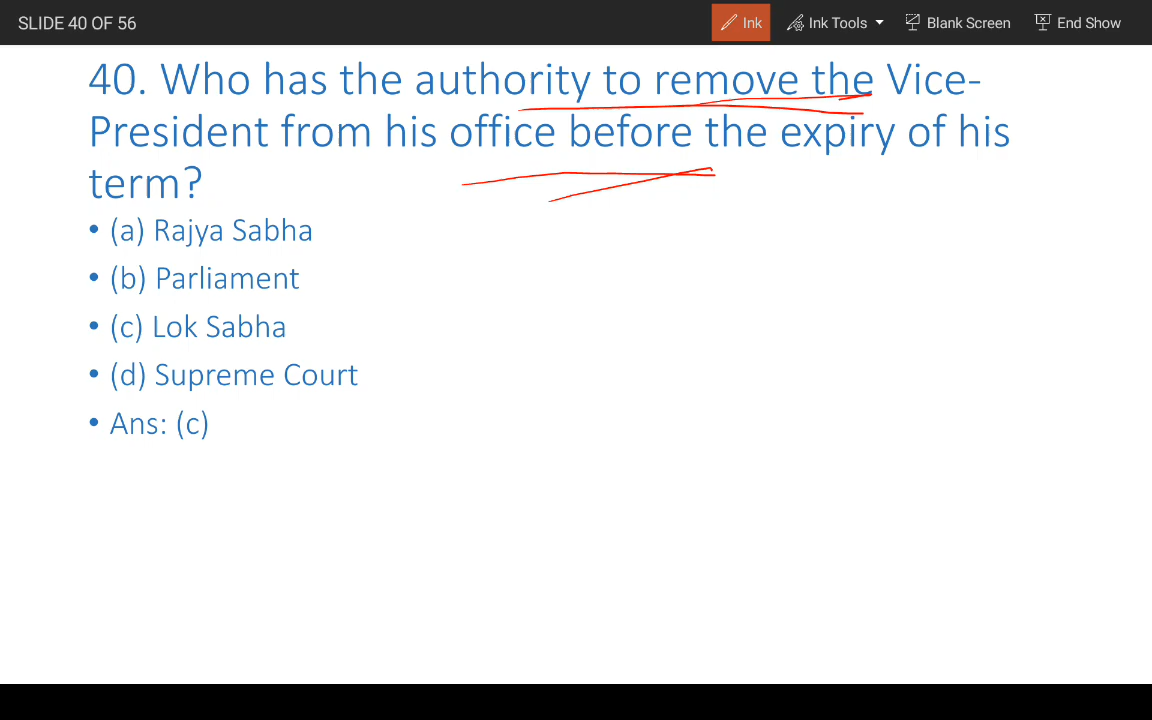 SLIDE 40 OF 56
Ink
Ink Tools
Blank Screen
End Show
40. Who has the authority to remove the Vice-
President from his office before the expiry of his
term?
• (a) Rajya Sabha
• (b) Parliament
• (c) Lok Sabha
• (d) Supreme Court
• Ans: (c)